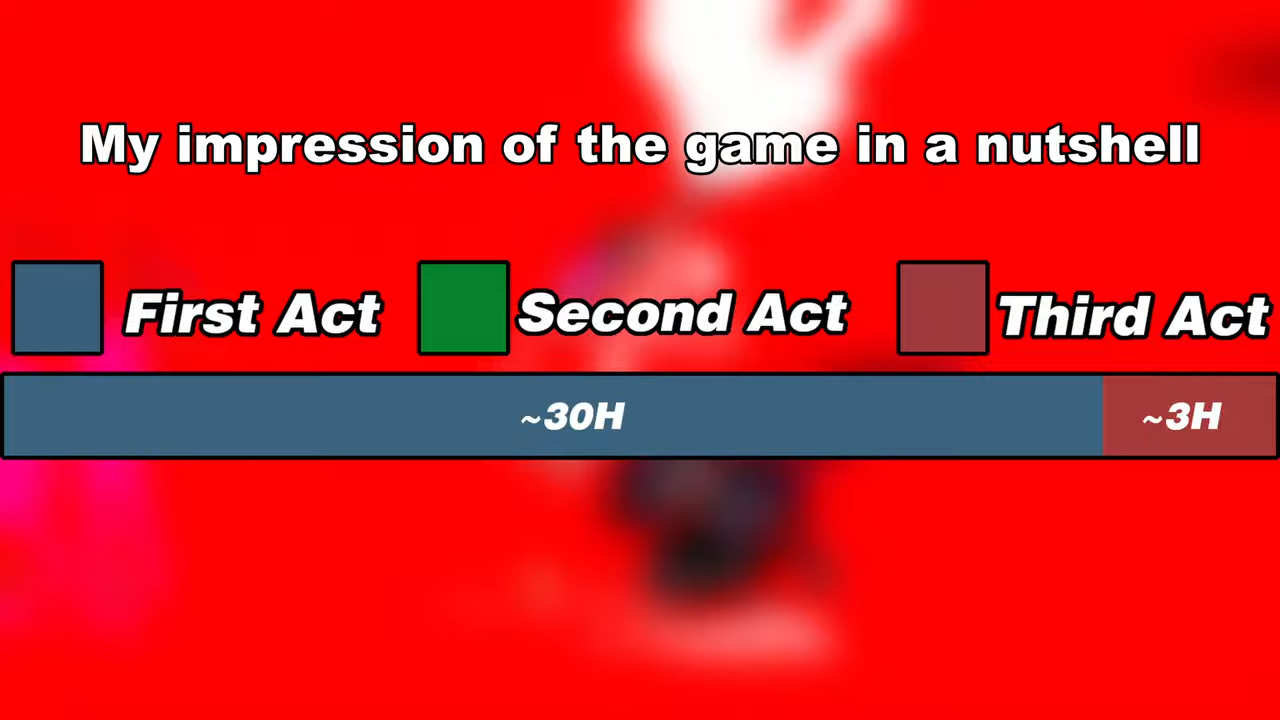 My impression of the game in a nutshell
First Act
Second Act
Third Act
~30H
~3H